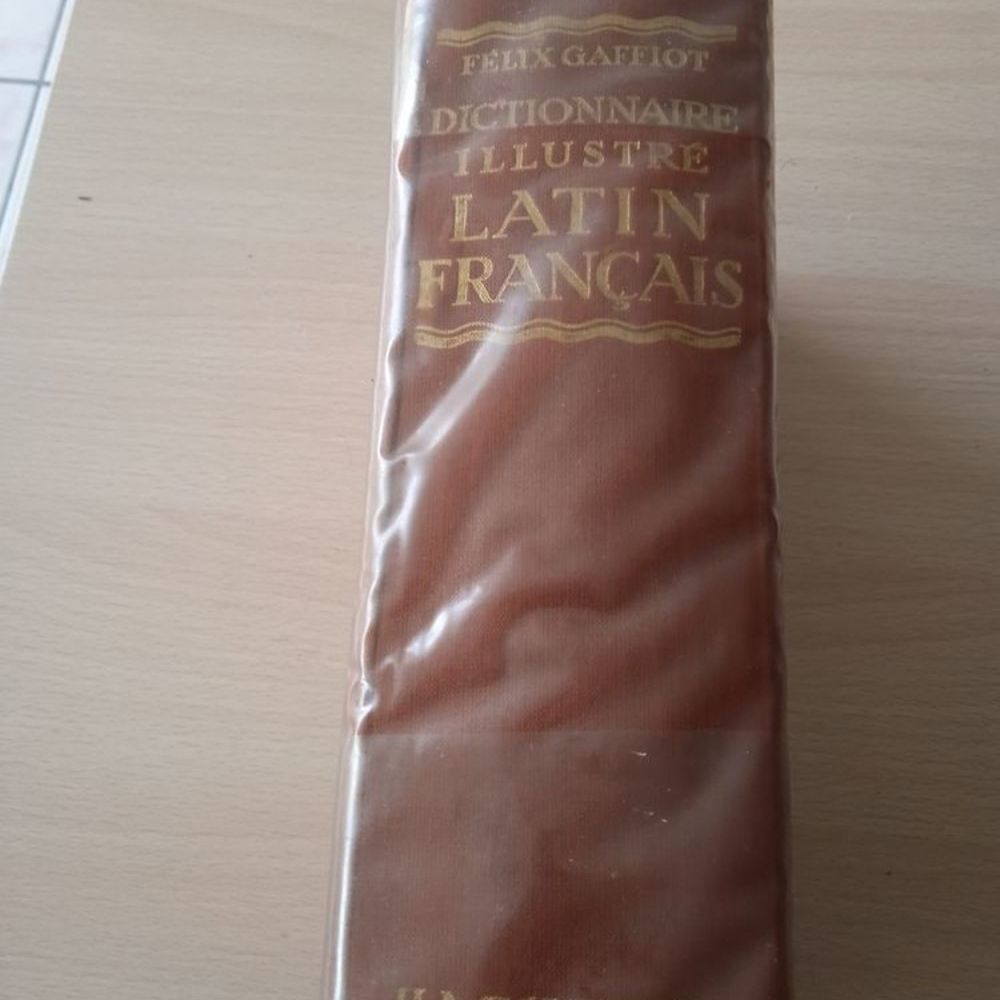 FÉLIX GAFFIOT
DICTIONNAIRE
ILLUSTRÉ
LATIN
FRANÇAIS